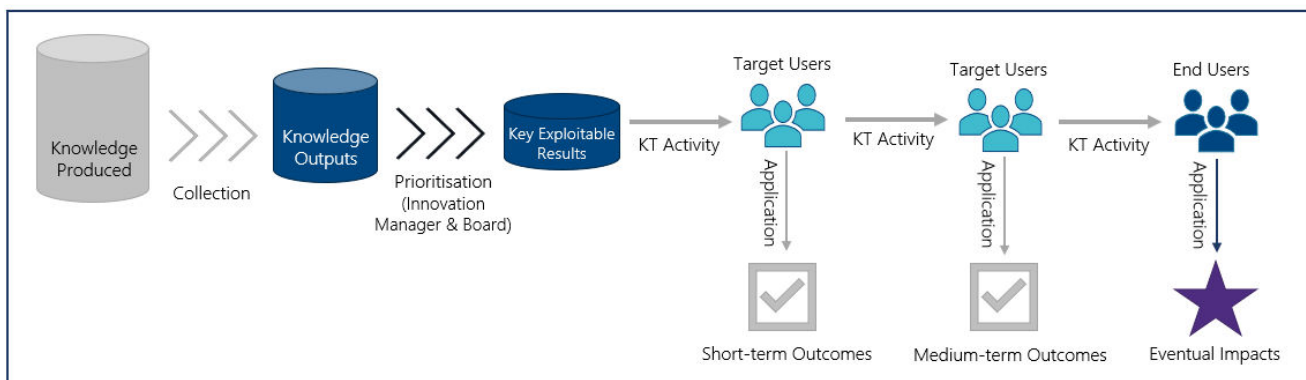 Knowledge
Produced
Collection
Knowledge
Outputs
Prioritisation
(Innovation
Manager & Board)
Key Exploitable
Results
KT Activity
Target Users
Application
Short-term Outcomes
KT Activity
Target Users
Application
Medium-term Outcomes
KT Activity
End Users
Application
Eventual Impacts